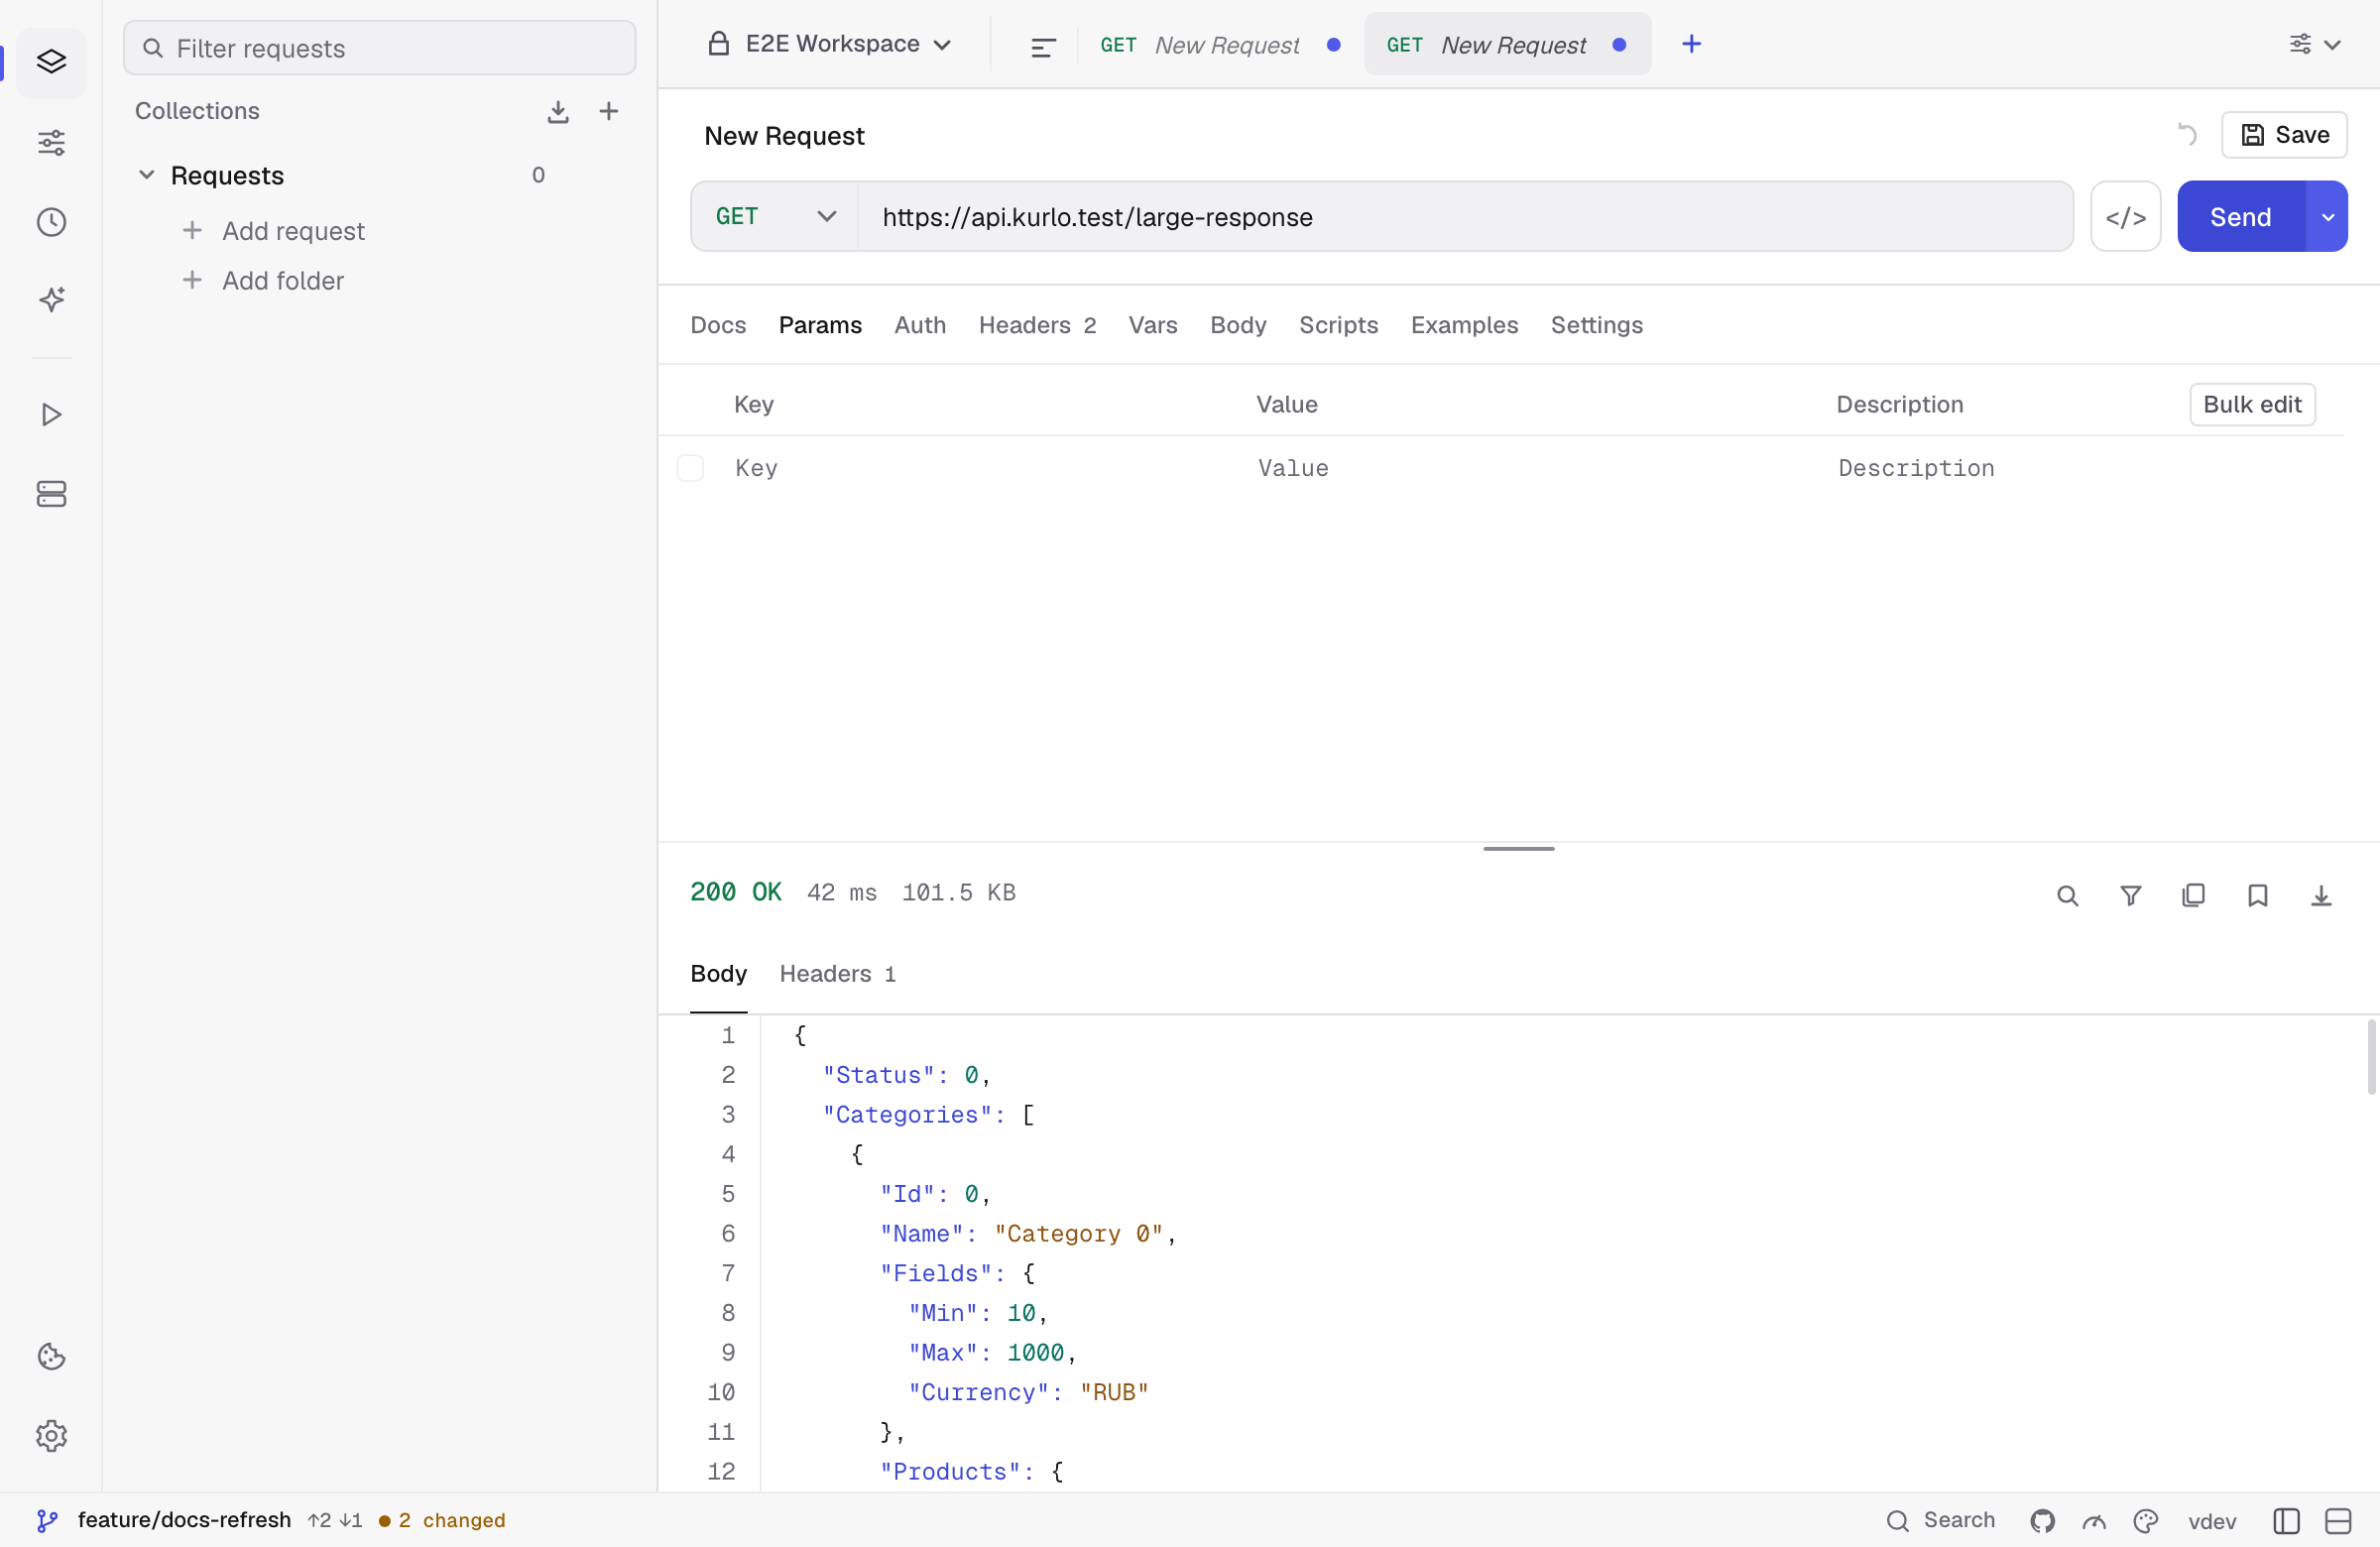 Filter requests
Collections
Requests 0
Add request
Add folder
E2E Workspace
GET New Request
GET New Request
New Request
Save
GET https://api.kurlo.test/large-response
</>
Send
Docs Params Auth Headers 2 Vars Body Scripts Examples Settings
Key Value Description Bulk edit
Key Value Description
200 OK 42 ms 101.5 KB
Body Headers 1
1 {
2 "Status": 0,
3 "Categories": [
4 {
5 "Id": 0,
6 "Name": "Category 0",
7 "Fields": {
8 "Min": 10,
9 "Max": 1000,
10 "Currency": "RUB"
11 },
12 "Products": {
feature/docs-refresh ↑2 ↓1 2 changed
Search vdev